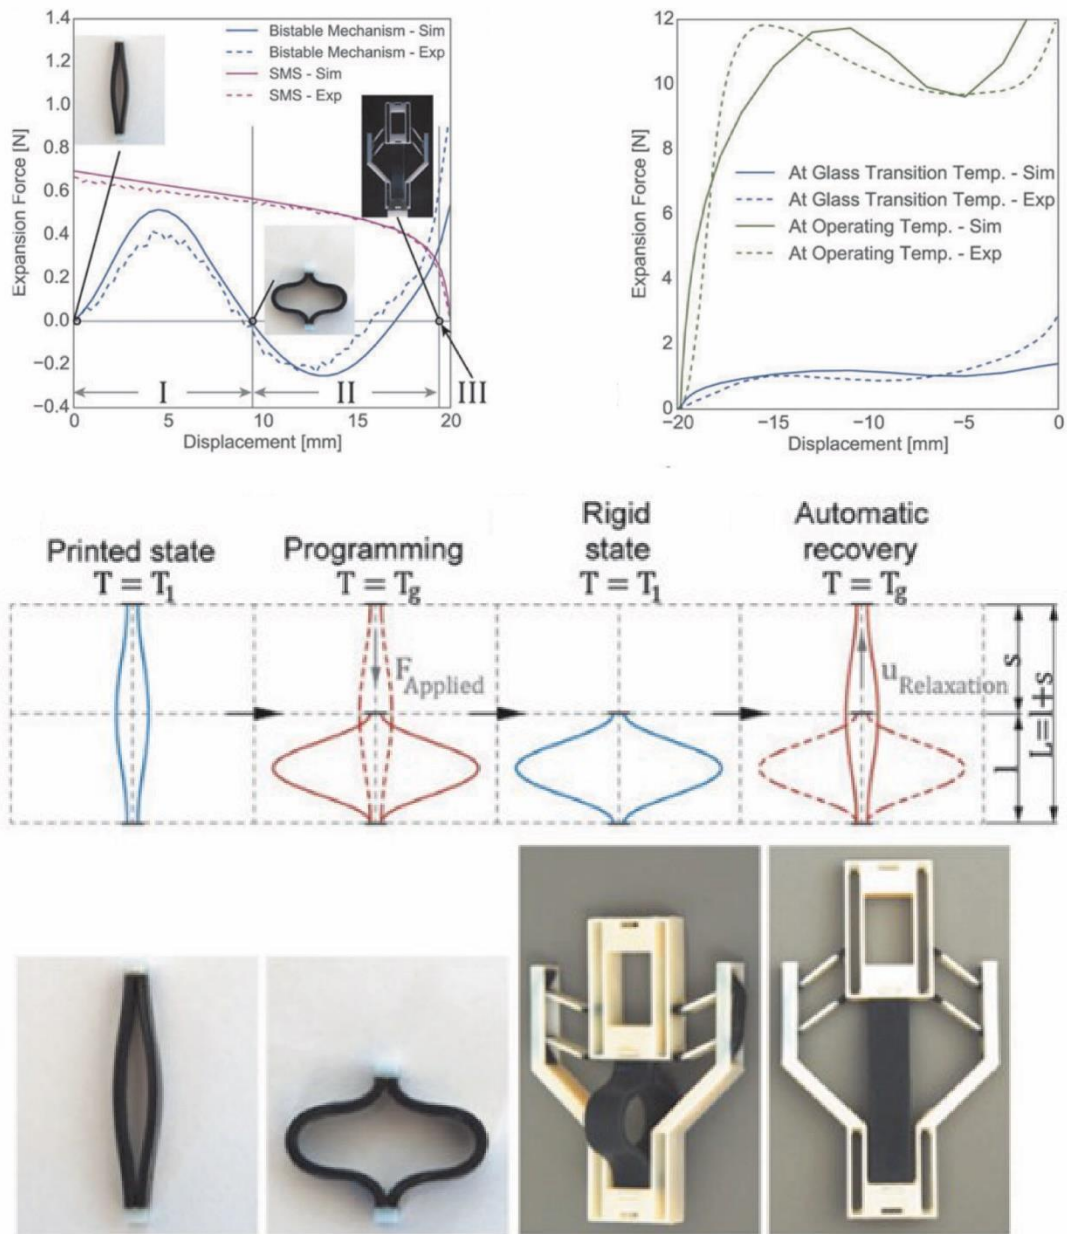 1.4
1.2
1.0
0.8
0.6
0.4
0.2
0.0
−0.2
−0.4
Expansion Force [N]
Bistable Mechanism - Sim
Bistable Mechanism - Exp
SMS - Sim
SMS - Exp
I
II
III
0
5
10
15
20
Displacement [mm]
12
10
8
6
4
2
0
Expansion Force [N]
At Glass Transition Temp. - Sim
At Glass Transition Temp. - Exp
At Operating Temp. - Sim
At Operating Temp. - Exp
−20
−15
−10
−5
0
Displacement [mm]
Printed state
T = T1
Programming
T = Tg
Rigid
state
T = T1
Automatic
recovery
T = Tg
FApplied
uRelaxation
s
l
L=l+s